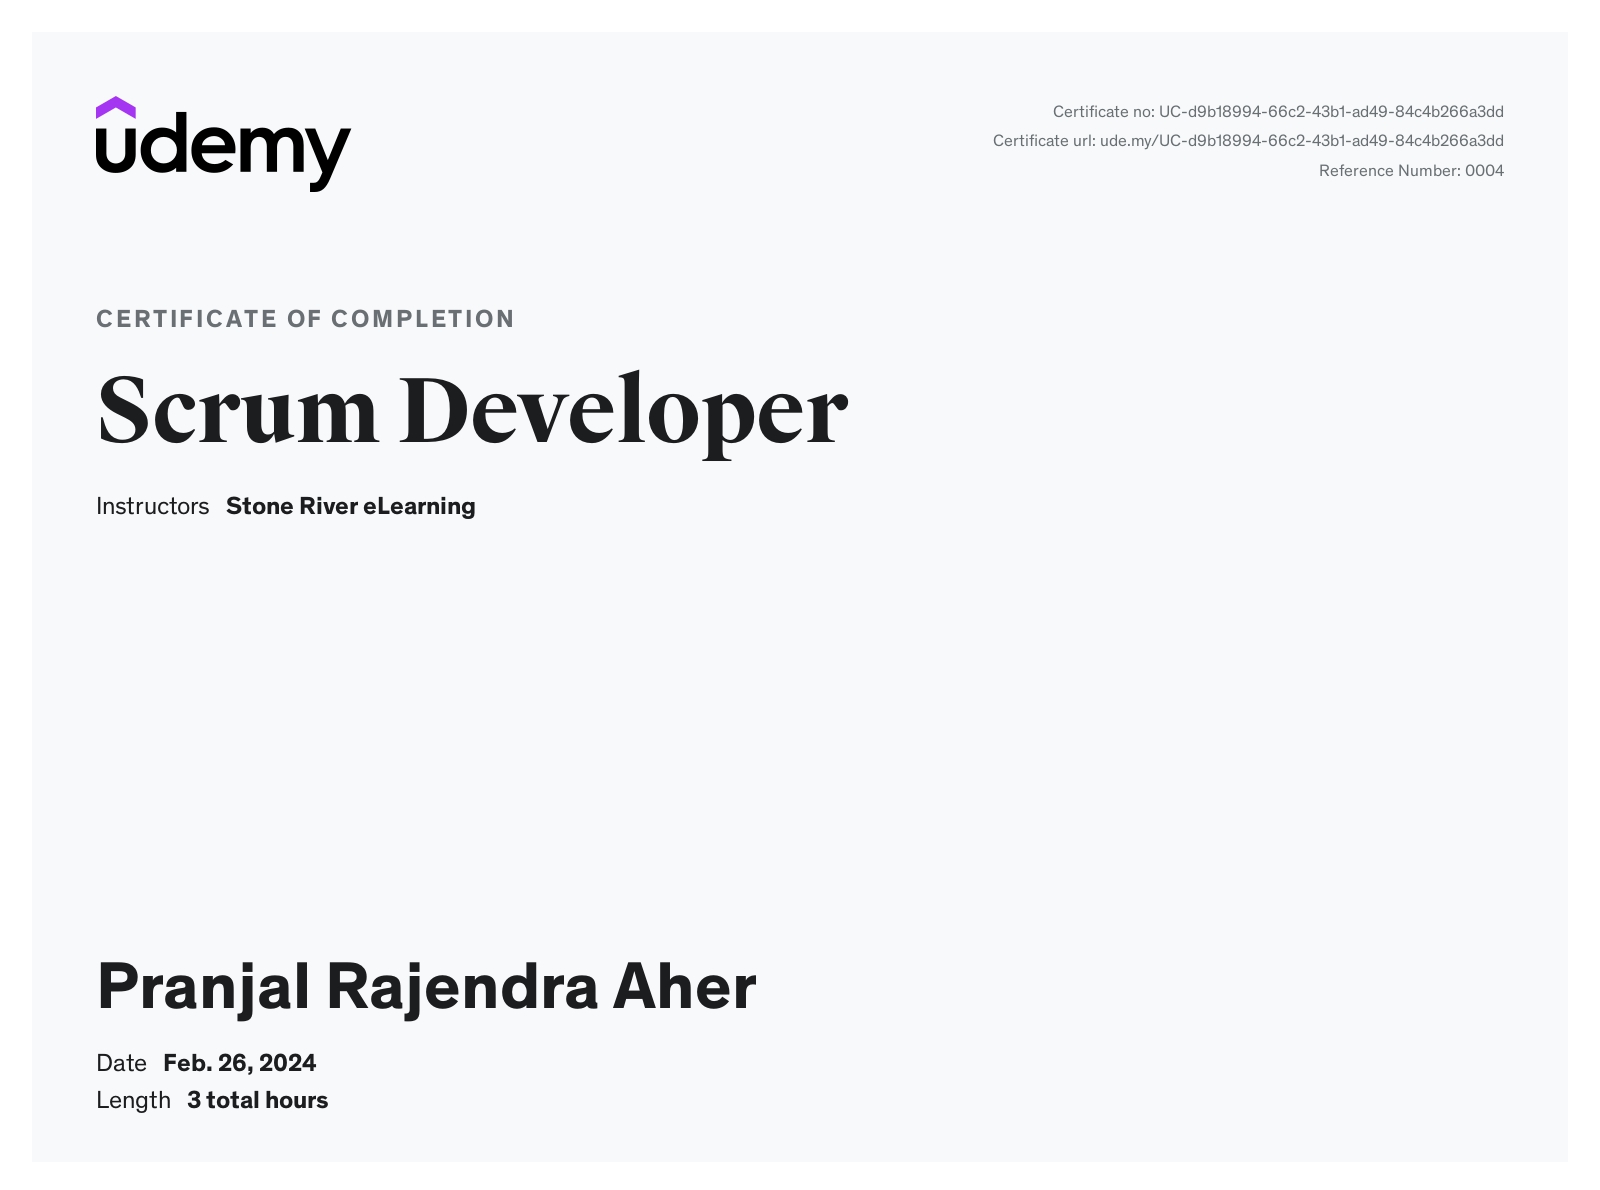 udemy
Certificate no: UC-d9b18994-66c2-43b1-ad49-84c4b266a3dd
Certificate url: ude.my/UC-d9b18994-66c2-43b1-ad49-84c4b266a3dd
Reference Number: 0004
CERTIFICATE OF COMPLETION
Scrum Developer
Instructors Stone River eLearning
Pranjal Rajendra Aher
Date Feb. 26, 2024
Length 3 total hours